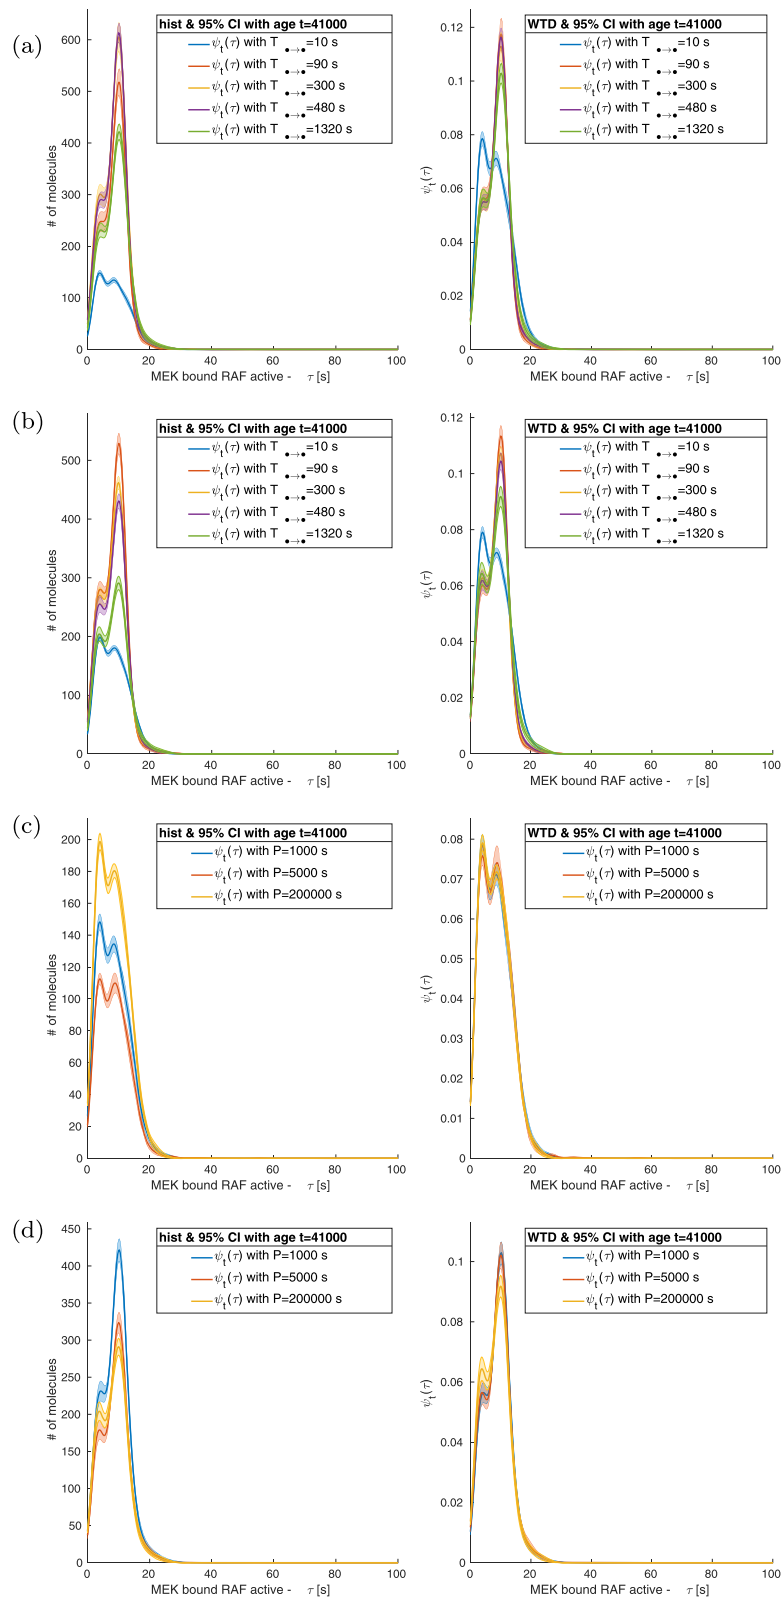 (a)
hist & 95% CI with age t=41000
ψt(τ) with T •→•=10 s
ψt(τ) with T •→•=90 s
ψt(τ) with T •→•=300 s
ψt(τ) with T •→•=480 s
ψt(τ) with T •→•=1320 s
# of molecules
600
500
400
300
200
100
0
0 20 40 60 80 100
MEK bound RAF active - τ [s]
WTD & 95% CI with age t=41000
ψt(τ) with T •→•=10 s
ψt(τ) with T •→•=90 s
ψt(τ) with T •→•=300 s
ψt(τ) with T •→•=480 s
ψt(τ) with T •→•=1320 s
ψt(τ)
0.12
0.1
0.08
0.06
0.04
0.02
0
0 20 40 60 80 100
MEK bound RAF active - τ [s]
(b)
hist & 95% CI with age t=41000
ψt(τ) with T •→•=10 s
ψt(τ) with T •→•=90 s
ψt(τ) with T •→•=300 s
ψt(τ) with T •→•=480 s
ψt(τ) with T •→•=1320 s
# of molecules
500
400
300
200
100
0
0 20 40 60 80 100
MEK bound RAF active - τ [s]
WTD & 95% CI with age t=41000
ψt(τ) with T •→•=10 s
ψt(τ) with T •→•=90 s
ψt(τ) with T •→•=300 s
ψt(τ) with T •→•=480 s
ψt(τ) with T •→•=1320 s
ψt(τ)
0.12
0.1
0.08
0.06
0.04
0.02
0
0 20 40 60 80 100
MEK bound RAF active - τ [s]
(c)
hist & 95% CI with age t=41000
ψt(τ) with P=1000 s
ψt(τ) with P=5000 s
ψt(τ) with P=200000 s
# of molecules
200
180
160
140
120
100
80
60
40
20
0
0 20 40 60 80 100
MEK bound RAF active - τ [s]
WTD & 95% CI with age t=41000
ψt(τ) with P=1000 s
ψt(τ) with P=5000 s
ψt(τ) with P=200000 s
ψt(τ)
0.08
0.07
0.06
0.05
0.04
0.03
0.02
0.01
0
0 20 40 60 80 100
MEK bound RAF active - τ [s]
(d)
hist & 95% CI with age t=41000
ψt(τ) with P=1000 s
ψt(τ) with P=5000 s
ψt(τ) with P=200000 s
# of molecules
450
400
350
300
250
200
150
100
50
0
0 20 40 60 80 100
MEK bound RAF active - τ [s]
WTD & 95% CI with age t=41000
ψt(τ) with P=1000 s
ψt(τ) with P=5000 s
ψt(τ) with P=200000 s
ψt(τ)
0.1
0.08
0.06
0.04
0.02
0
0 20 40 60 80 100
MEK bound RAF active - τ [s]